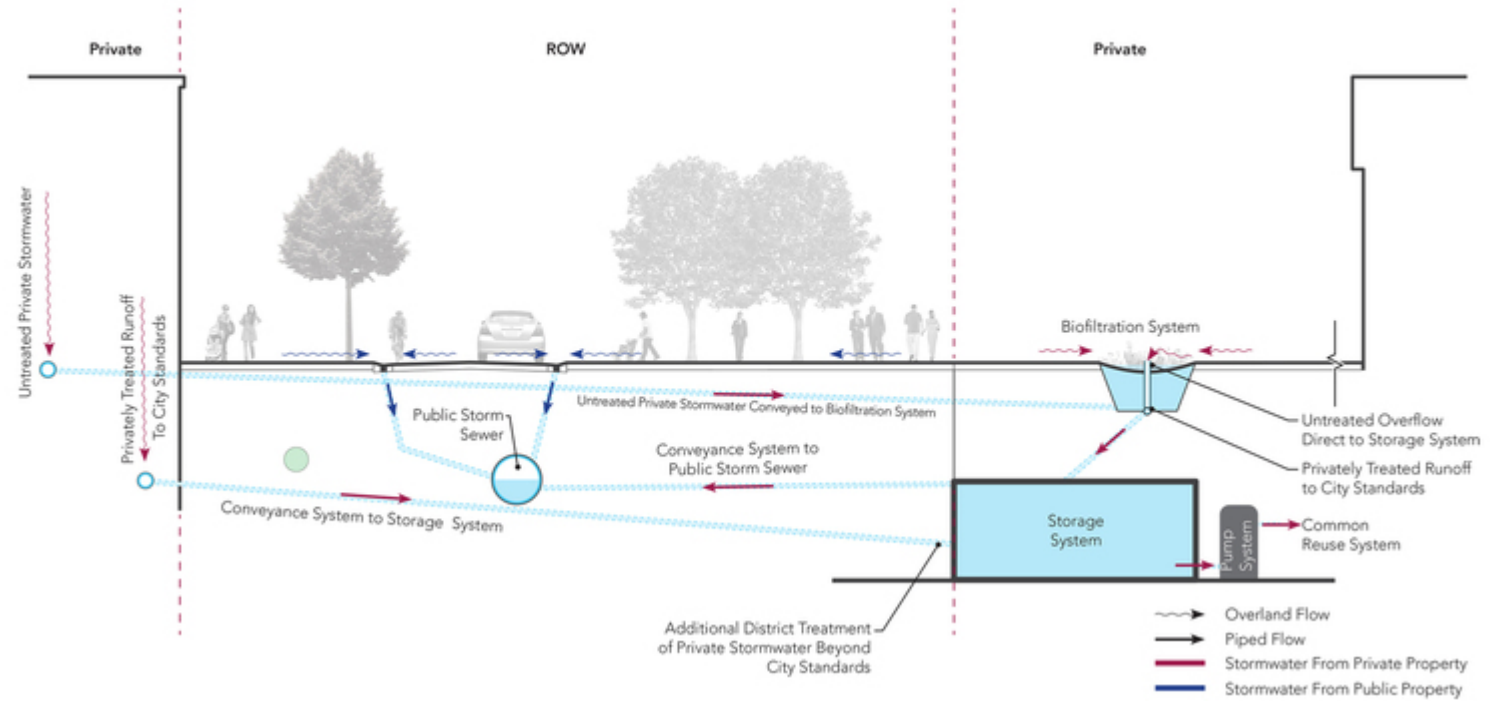 Private
ROW
Private
Untreated Private Stormwater
Privately Treated Runoff
To City Standards
Biofiltration System
Untreated Private Stormwater Conveyed to Biofiltration System
Public Storm
Sewer
Conveyance System to
Public Storm Sewer
Untreated Overflow
Direct to Storage System
Privately Treated Runoff
to City Standards
Conveyance System to Storage System
Storage
System
Pump
System
Common
Reuse System
Additional District Treatment
of Private Stormwater Beyond
City Standards
Overland Flow
Piped Flow
Stormwater From Private Property
Stormwater From Public Property